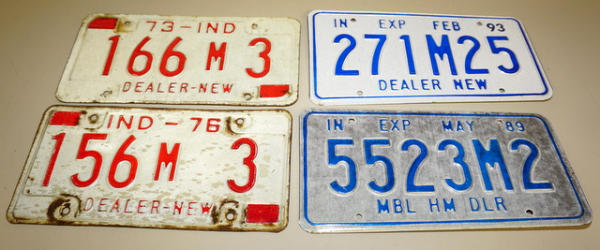 73-IND
166 M 3
DEALER-NEW
IN EXP FEB 93
271M25
DEALER NEW
IND-76
156 M 3
DEALER-NEW
IN EXP MAY 89
5523M2
MBL HM DLR